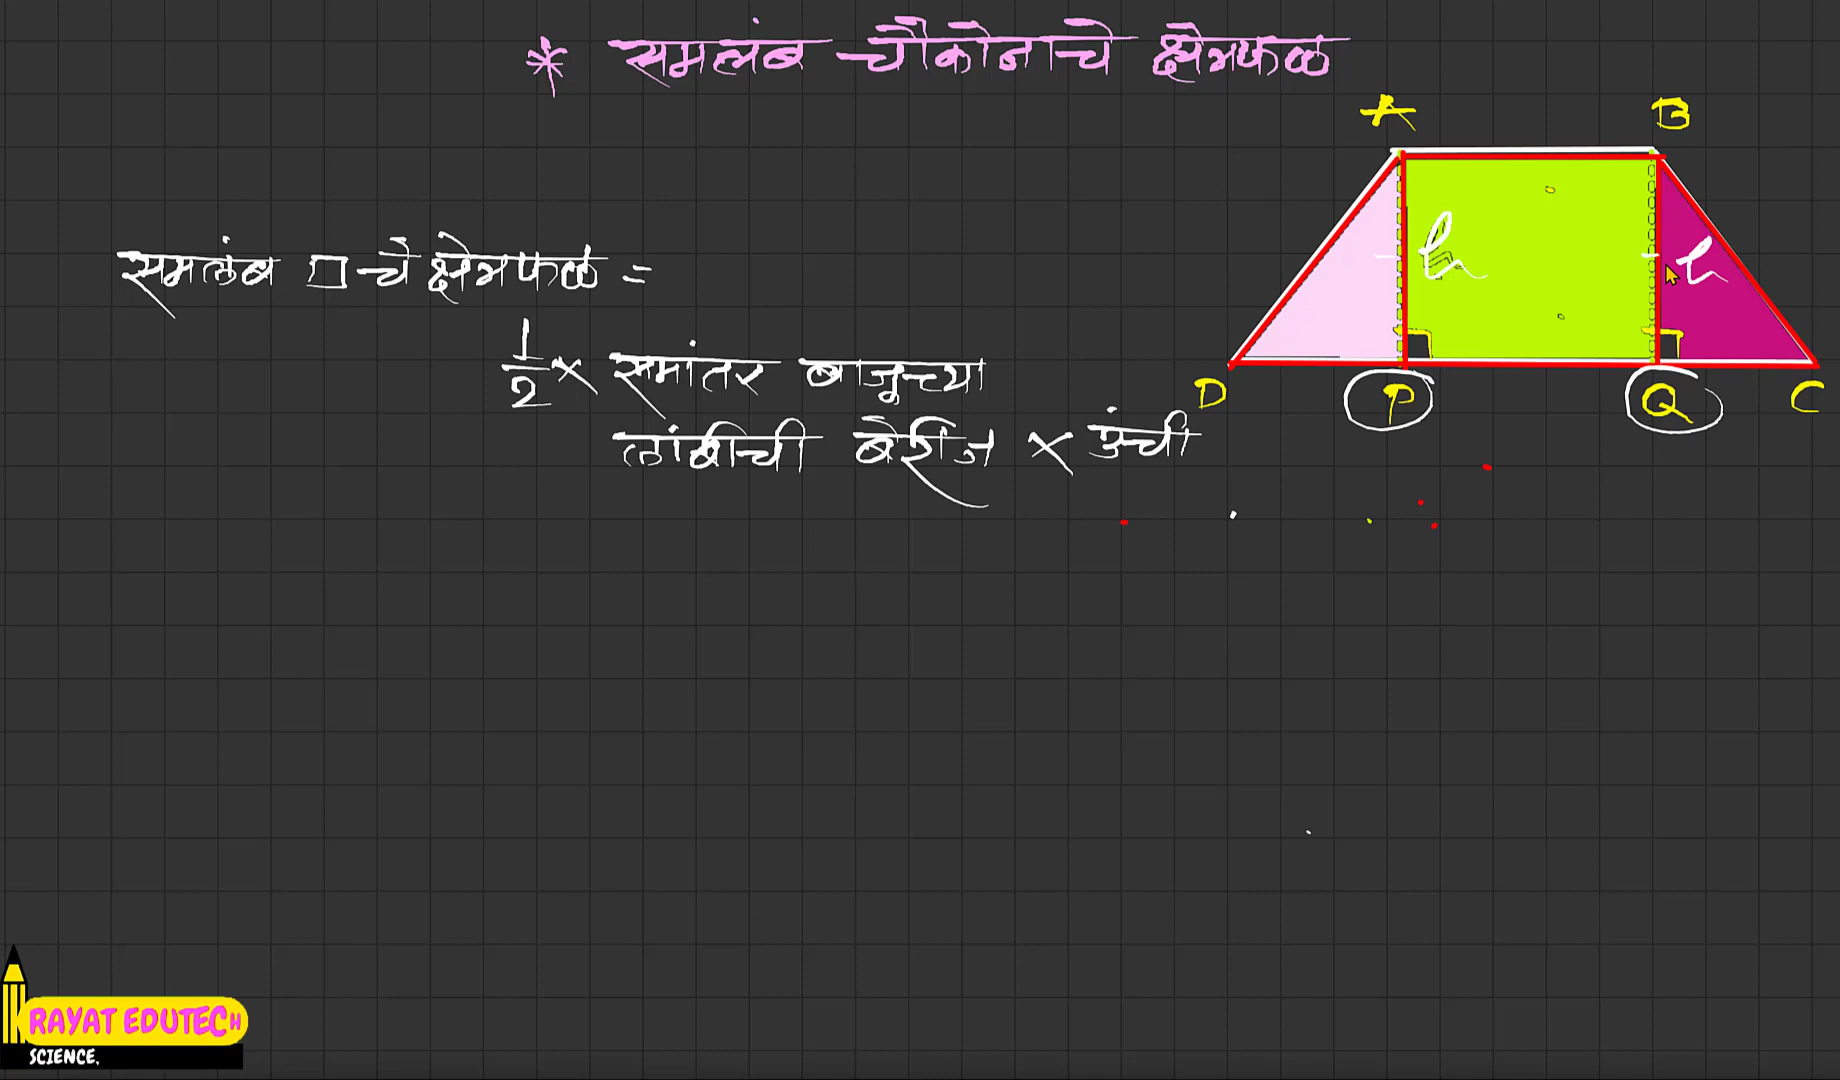 * समलंब चौकोनाचे क्षेत्रफळ
A B
समलंब □ चे क्षेत्रफळ =
h h
1/2 × समांतर बाजूच्या
लांबीची बेरीज × उंची
D P Q C
RAYAT EDUTECH
SCIENCE,